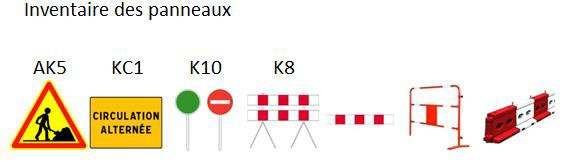 Inventaire des panneaux
AK5 KC1 K10 K8
CIRCULATION
ALTERNÉE